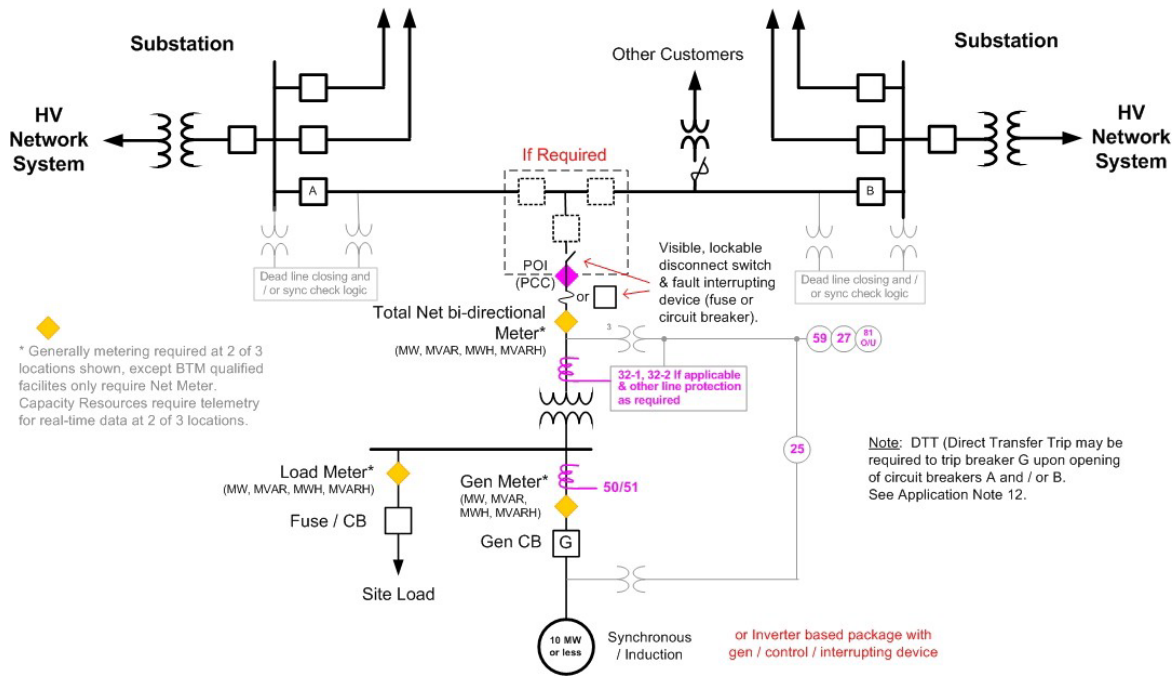 Substation
Substation
Other Customers
HV
Network
System
HV
Network
System
If Required
A
B
Dead line closing and
/ or sync check logic
POI
(PCC)
or
Visible, lockable
disconnect switch
& fault interrupting
device (fuse or
circuit breaker).
Dead line closing and
/ or sync check logic
Total Net bi-directional
Meter*
(MW, MVAR, MWH, MVARH)
3
59
27
81
O/U
* Generally metering required at 2 of 3
locations shown, except BTM qualified
facilites only require Net Meter.
Capacity Resources require telemetry
for real-time data at 2 of 3 locations.
32-1, 32-2 If applicable
& other line protection
as required
25
Note:  DTT (Direct Transfer Trip may be
required to trip breaker G upon opening
of circuit breakers A and / or B.
See Application Note 12.
Load Meter*
(MW, MVAR, MWH, MVARH)
Gen Meter*
(MW, MVAR,
MWH, MVARH)
50/51
Fuse / CB
Gen CB
G
Site Load
10 MW
or less
Synchronous
/ Induction
or Inverter based package with
gen / control / interrupting device